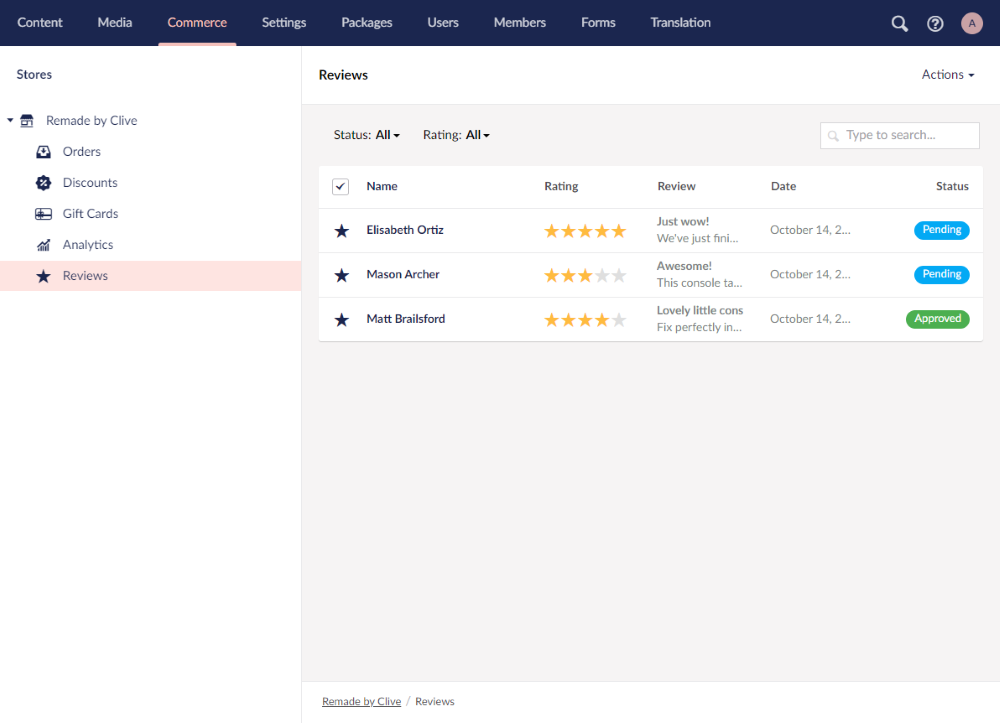 Content Media Commerce Settings Packages Users Members Forms Translation A
Stores
Remade by Clive
Orders
Discounts
Gift Cards
Analytics
Reviews
Reviews Actions
Status: All Rating: All Type to search...
Name Rating Review Date Status
Elisabeth Ortiz Just wow! October 14, 2... Pending
We've just fini...
Mason Archer Awesome! October 14, 2... Pending
This console ta...
Matt Brailsford Lovely little cons October 14, 2... Approved
Fix perfectly in...
Remade by Clive / Reviews